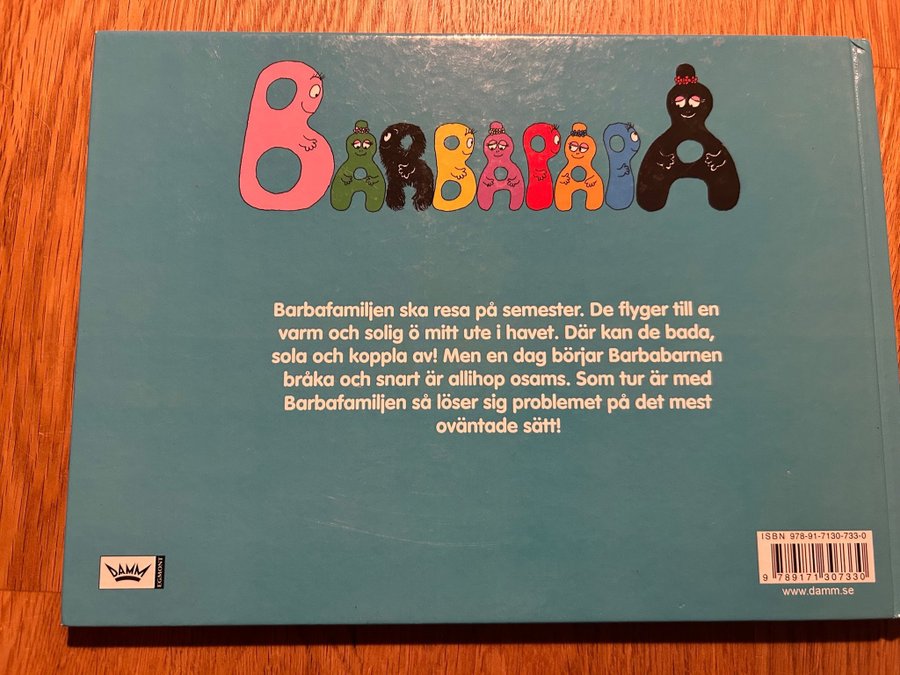 BARBAPAPA
Barbafamiljen ska resa på semester. De flyger till en
varm och solig ö mitt ute i havet. Där kan de bada,
sola och koppla av! Men en dag börjar Barbabarnen
bråka och snart är allihop osams. Som tur är med
Barbafamiljen så löser sig problemet på det mest
oväntade sätt!
DAMM
EGMONT
ISBN 978-91-7130-733-0
9 789171 307330
www.damm.se